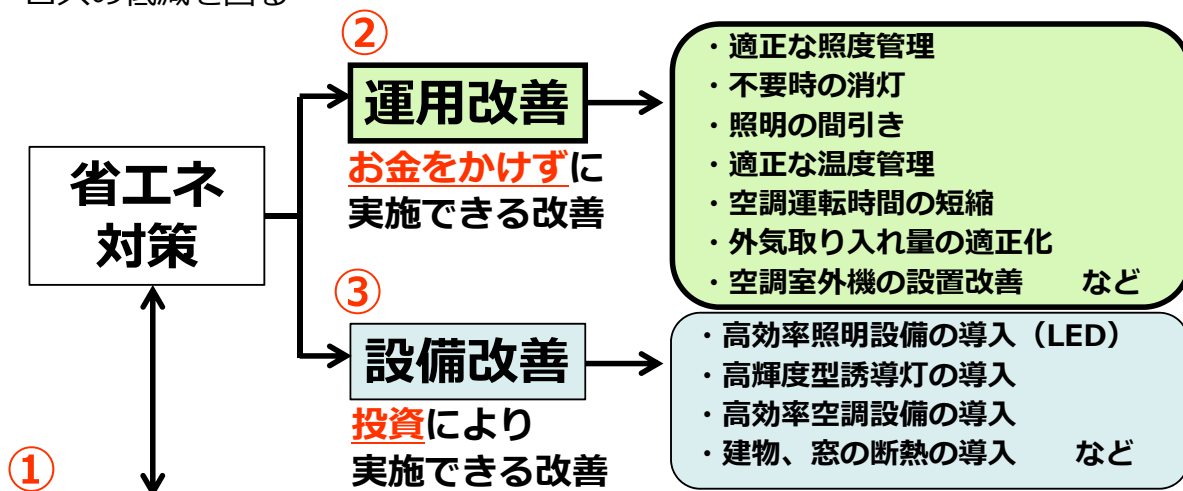 ②
運用改善
お金をかけずに
実施できる改善
・適正な照度管理
・不要時の消灯
・照明の間引き
・適正な温度管理
・空調運転時間の短縮
・外気取り入れ量の適正化
・空調室外機の設置改善 など
省エネ
対策
③
設備改善
投資により
実施できる改善
・高効率照明設備の導入（LED）
・高輝度型誘導灯の導入
・高効率空調設備の導入
・建物、窓の断熱の導入 など
①